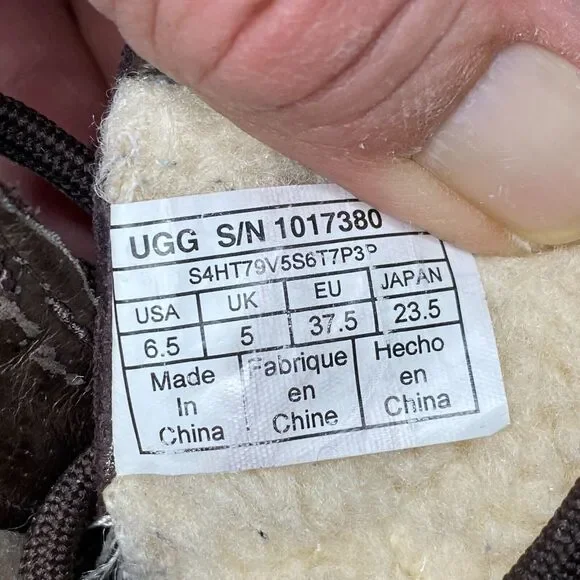 UGG S/N 1017380
S4HT79V5S6T7P3P
USA UK EU JAPAN
6.5 5 37.5 23.5
Made Fabrique Hecho
In en en
China Chine China